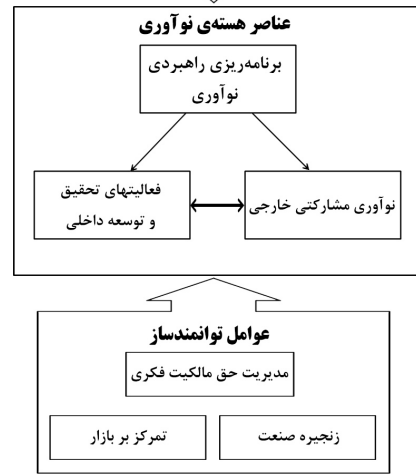 عناصر هسته‌ی نوآوری
برنامه‌ریزی راهبردی
نوآوری
نوآوری مشارکتی خارجی
فعالیتهای تحقیق
و توسعه داخلی
عوامل توانمندساز
مدیریت حق مالکیت فکری
زنجیره صنعت
تمرکز بر بازار